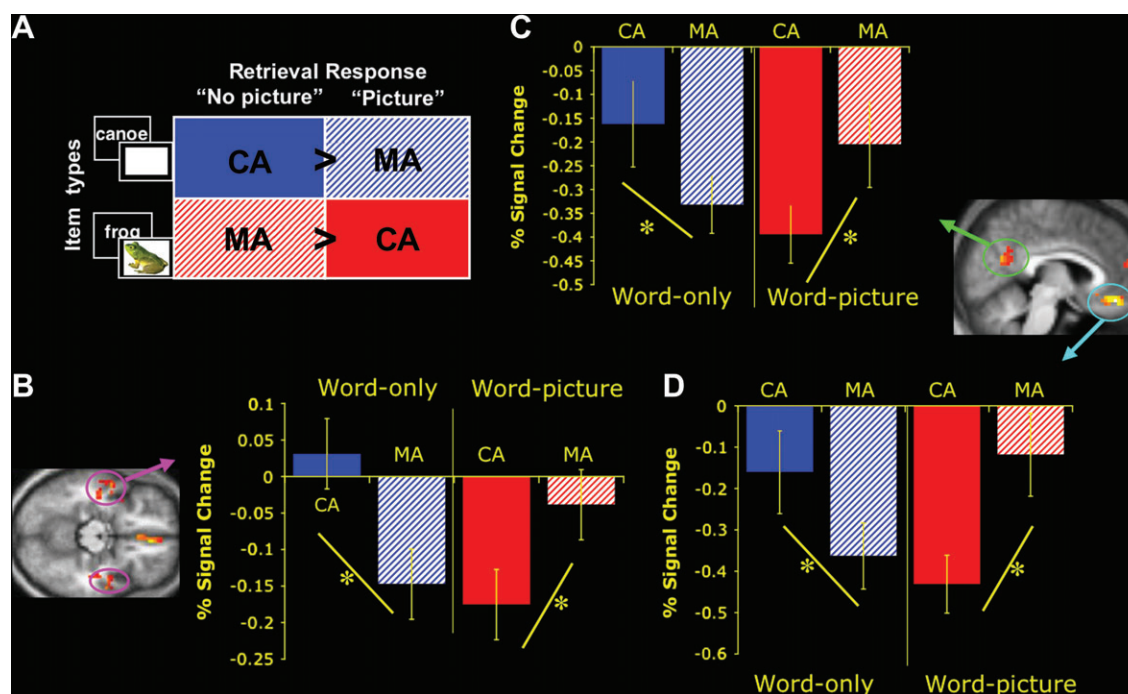 A
Retrieval Response
“No picture” “Picture”
Item types
canoe
CA > MA
frog
MA > CA
C
CA MA CA MA
% Signal Change
0
-0.05
-0.1
-0.15
-0.2
-0.25
-0.3
-0.35
-0.4
-0.45
-0.5
* *
Word-only Word-picture
B
Word-only Word-picture
% Signal Change
0.1
0.05
0
-0.05
-0.1
-0.15
-0.2
-0.25
CA MA CA MA
* *
D
CA MA CA MA
% Signal Change
0
-0.1
-0.2
-0.3
-0.4
-0.5
-0.6
* *
Word-only Word-picture